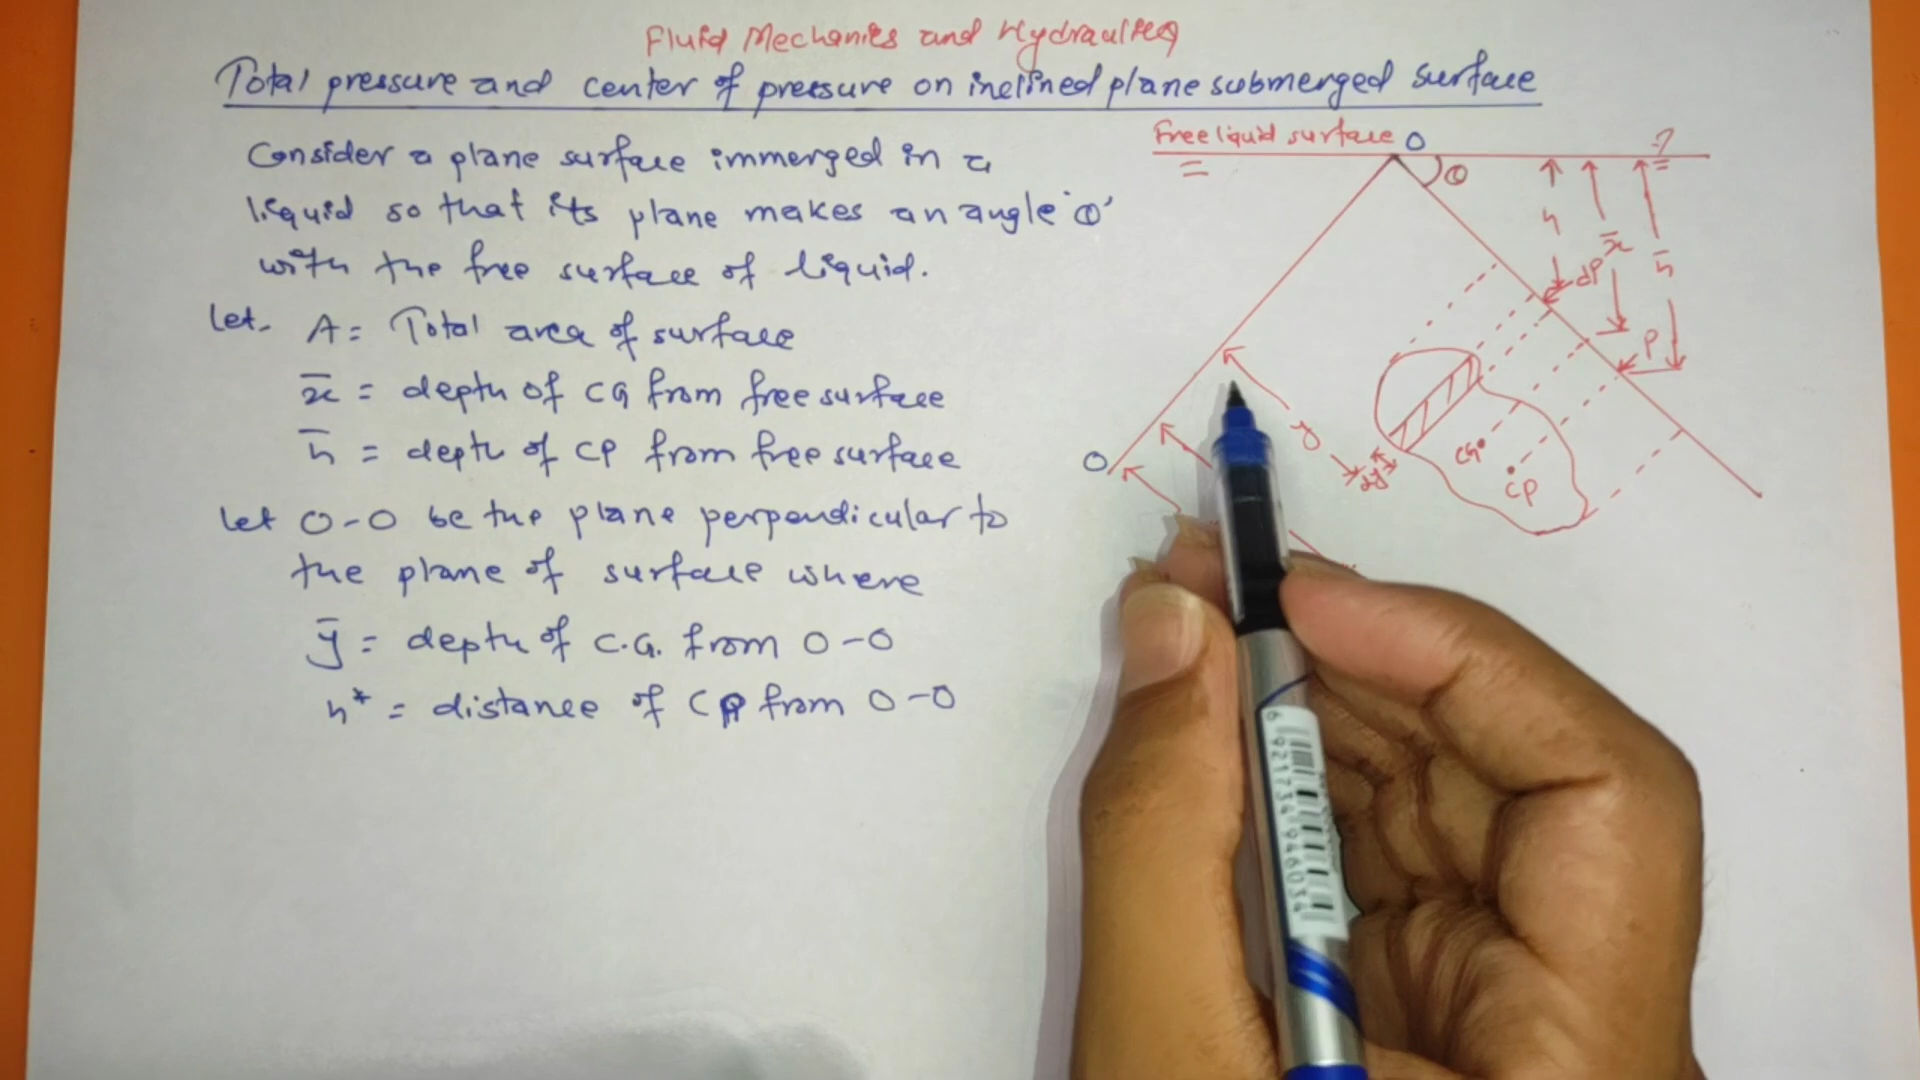 Fluid Mechanics and Hydraulics
Total pressure and center of pressure on inclined plane submerged surface
Consider a plane surface immerged in a
liquid so that its plane makes an angle 'θ'
with the free surface of liquid.
Let, A = Total area of surface
x̅ = depth of CG from free surface
h̅ = depth of CP from free surface
Let O-O be the plane perpendicular to
the plane of surface where
y̅ = depth of C.G. from O-O
h* = distance of CP from O-O
Free liquid surface O
θ
h
x̅
h̅
dP
P
y
dy
CG
CP
O
6 921734 946034